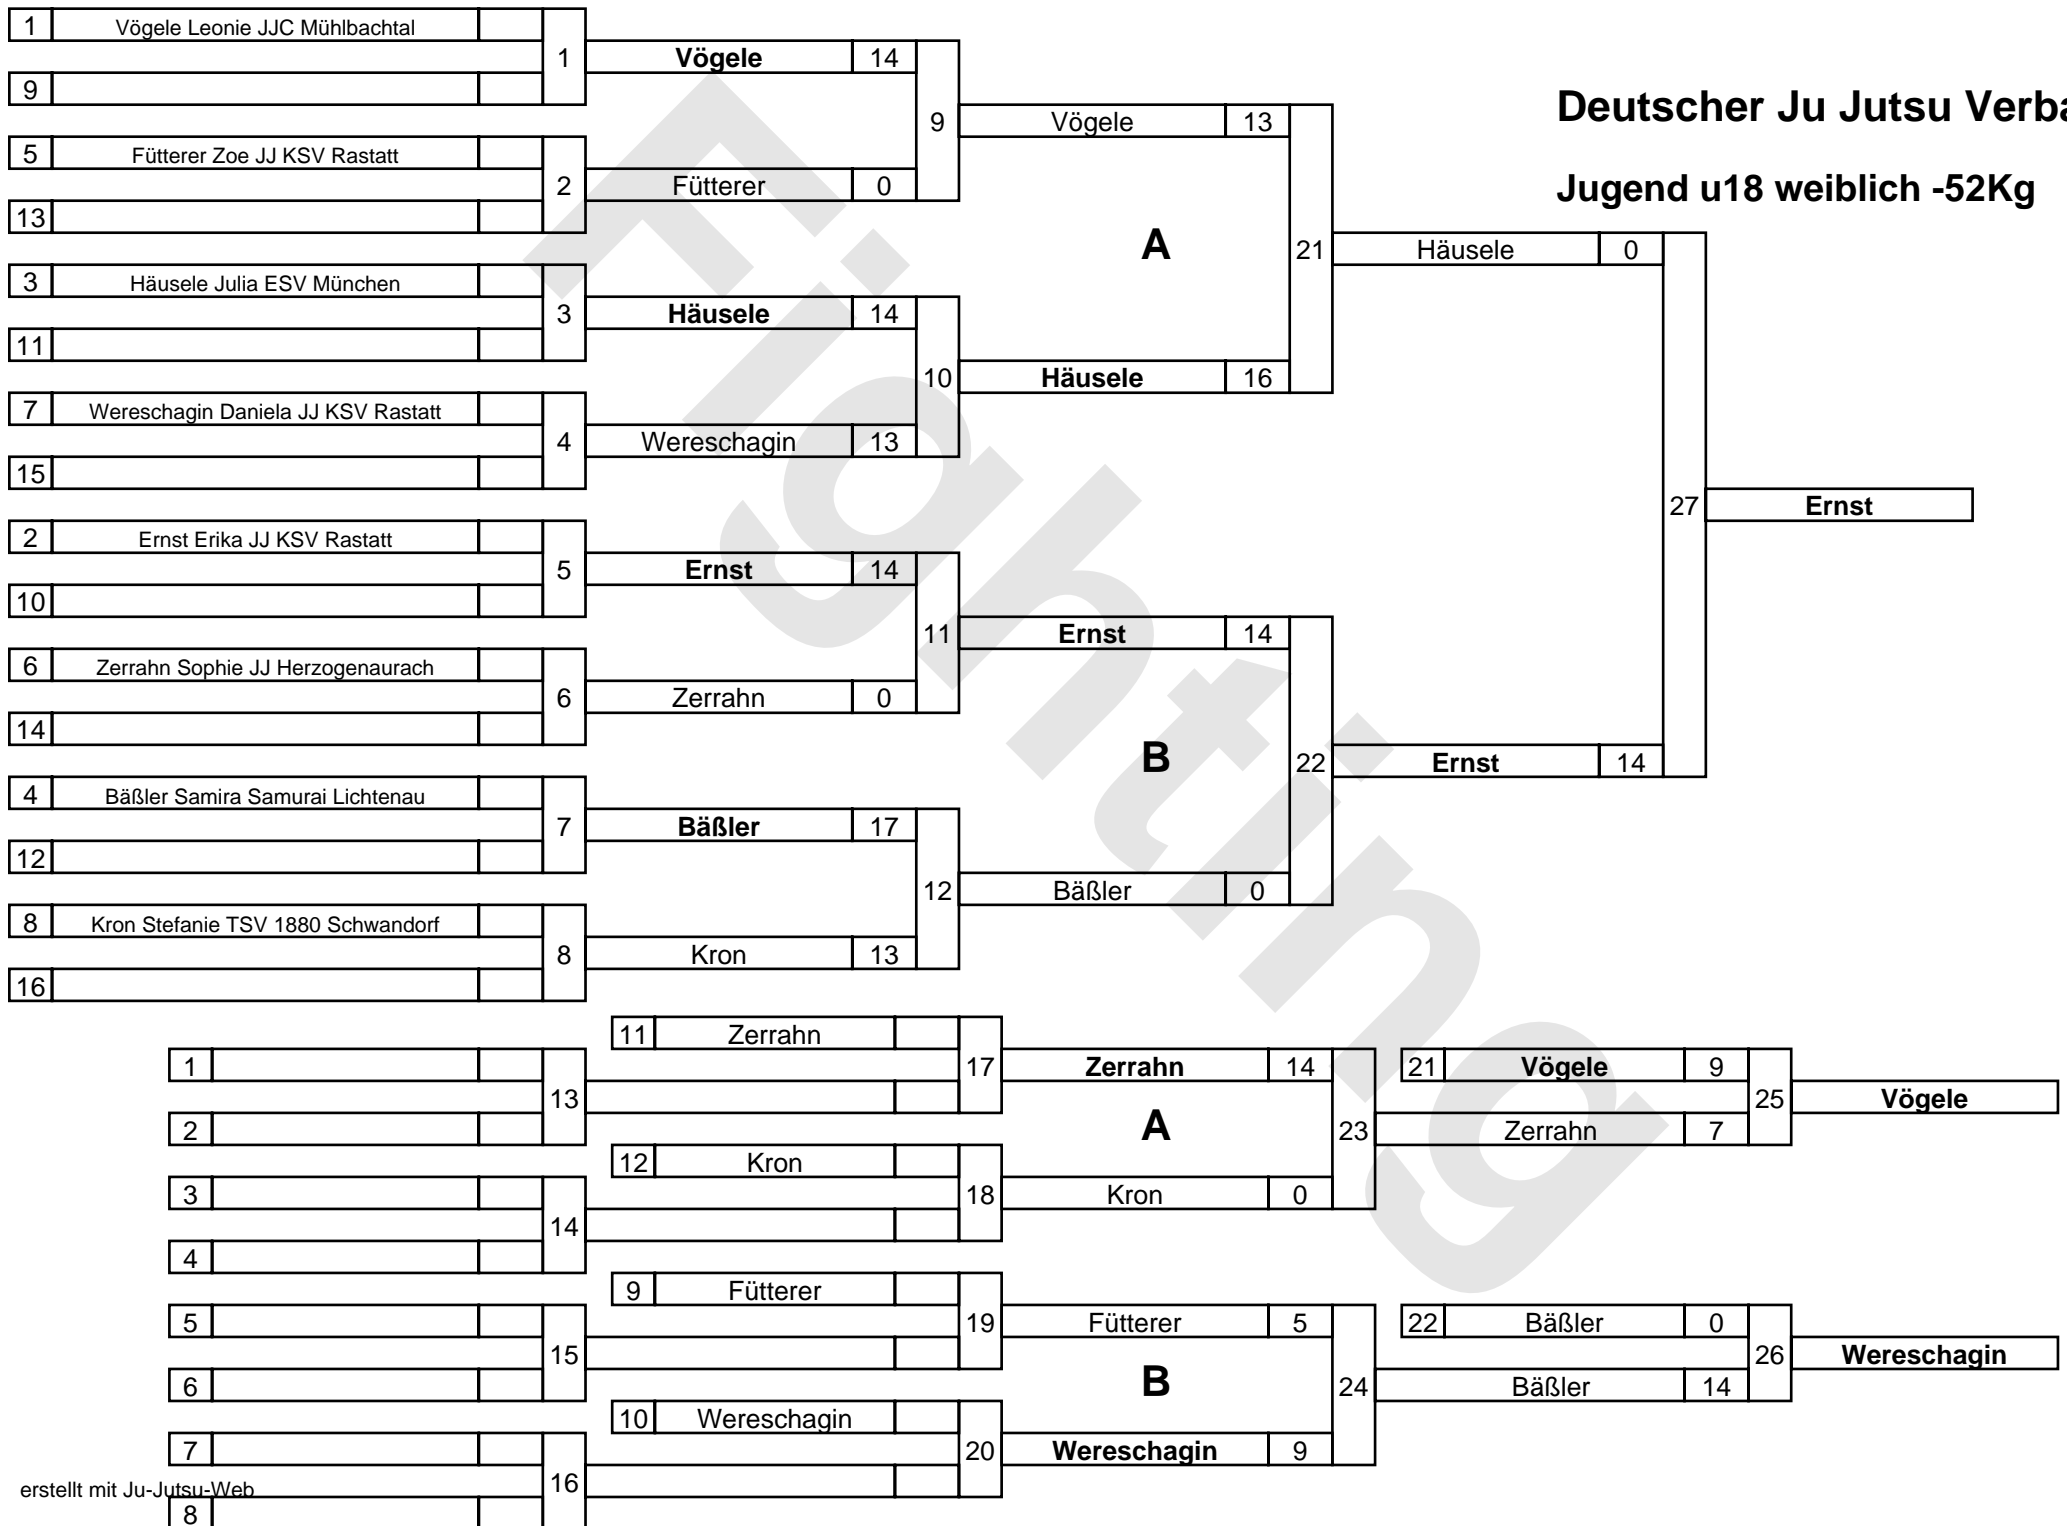 Deutscher Ju Jutsu Verba
Jugend u18 weiblich -52Kg
1 Vögele Leonie JJC Mühlbachtal
9
1
5 Fütterer Zoe JJ KSV Rastatt
13
2
3 Häusele Julia ESV München
11
3
7 Wereschagin Daniela JJ KSV Rastatt
15
4
2 Ernst Erika JJ KSV Rastatt
10
5
6 Zerrahn Sophie JJ Herzogenaurach
14
6
4 Bäßler Samira Samurai Lichtenau
12
7
8 Kron Stefanie TSV 1880 Schwandorf
16
8
Vögele 14
Fütterer 0
9
Häusele 14
Wereschagin 13
10
Ernst 14
Zerrahn 0
11
Bäßler 17
Kron 13
12
Vögele 13
A
Häusele 16
21
Ernst 14
B
Bäßler 0
22
Häusele 0
Ernst 14
27
Ernst
1
2
13
3
4
14
5
6
15
7
8
16
11 Zerrahn
17
12 Kron
18
9 Fütterer
19
10 Wereschagin
20
Zerrahn 14
A
Kron 0
23
Fütterer 5
B
Wereschagin 9
24
21 Vögele 9
Zerrahn 7
25
Vögele
22 Bäßler 0
Bäßler 14
26
Wereschagin
erstellt mit Ju-Jutsu-Web
Fighting